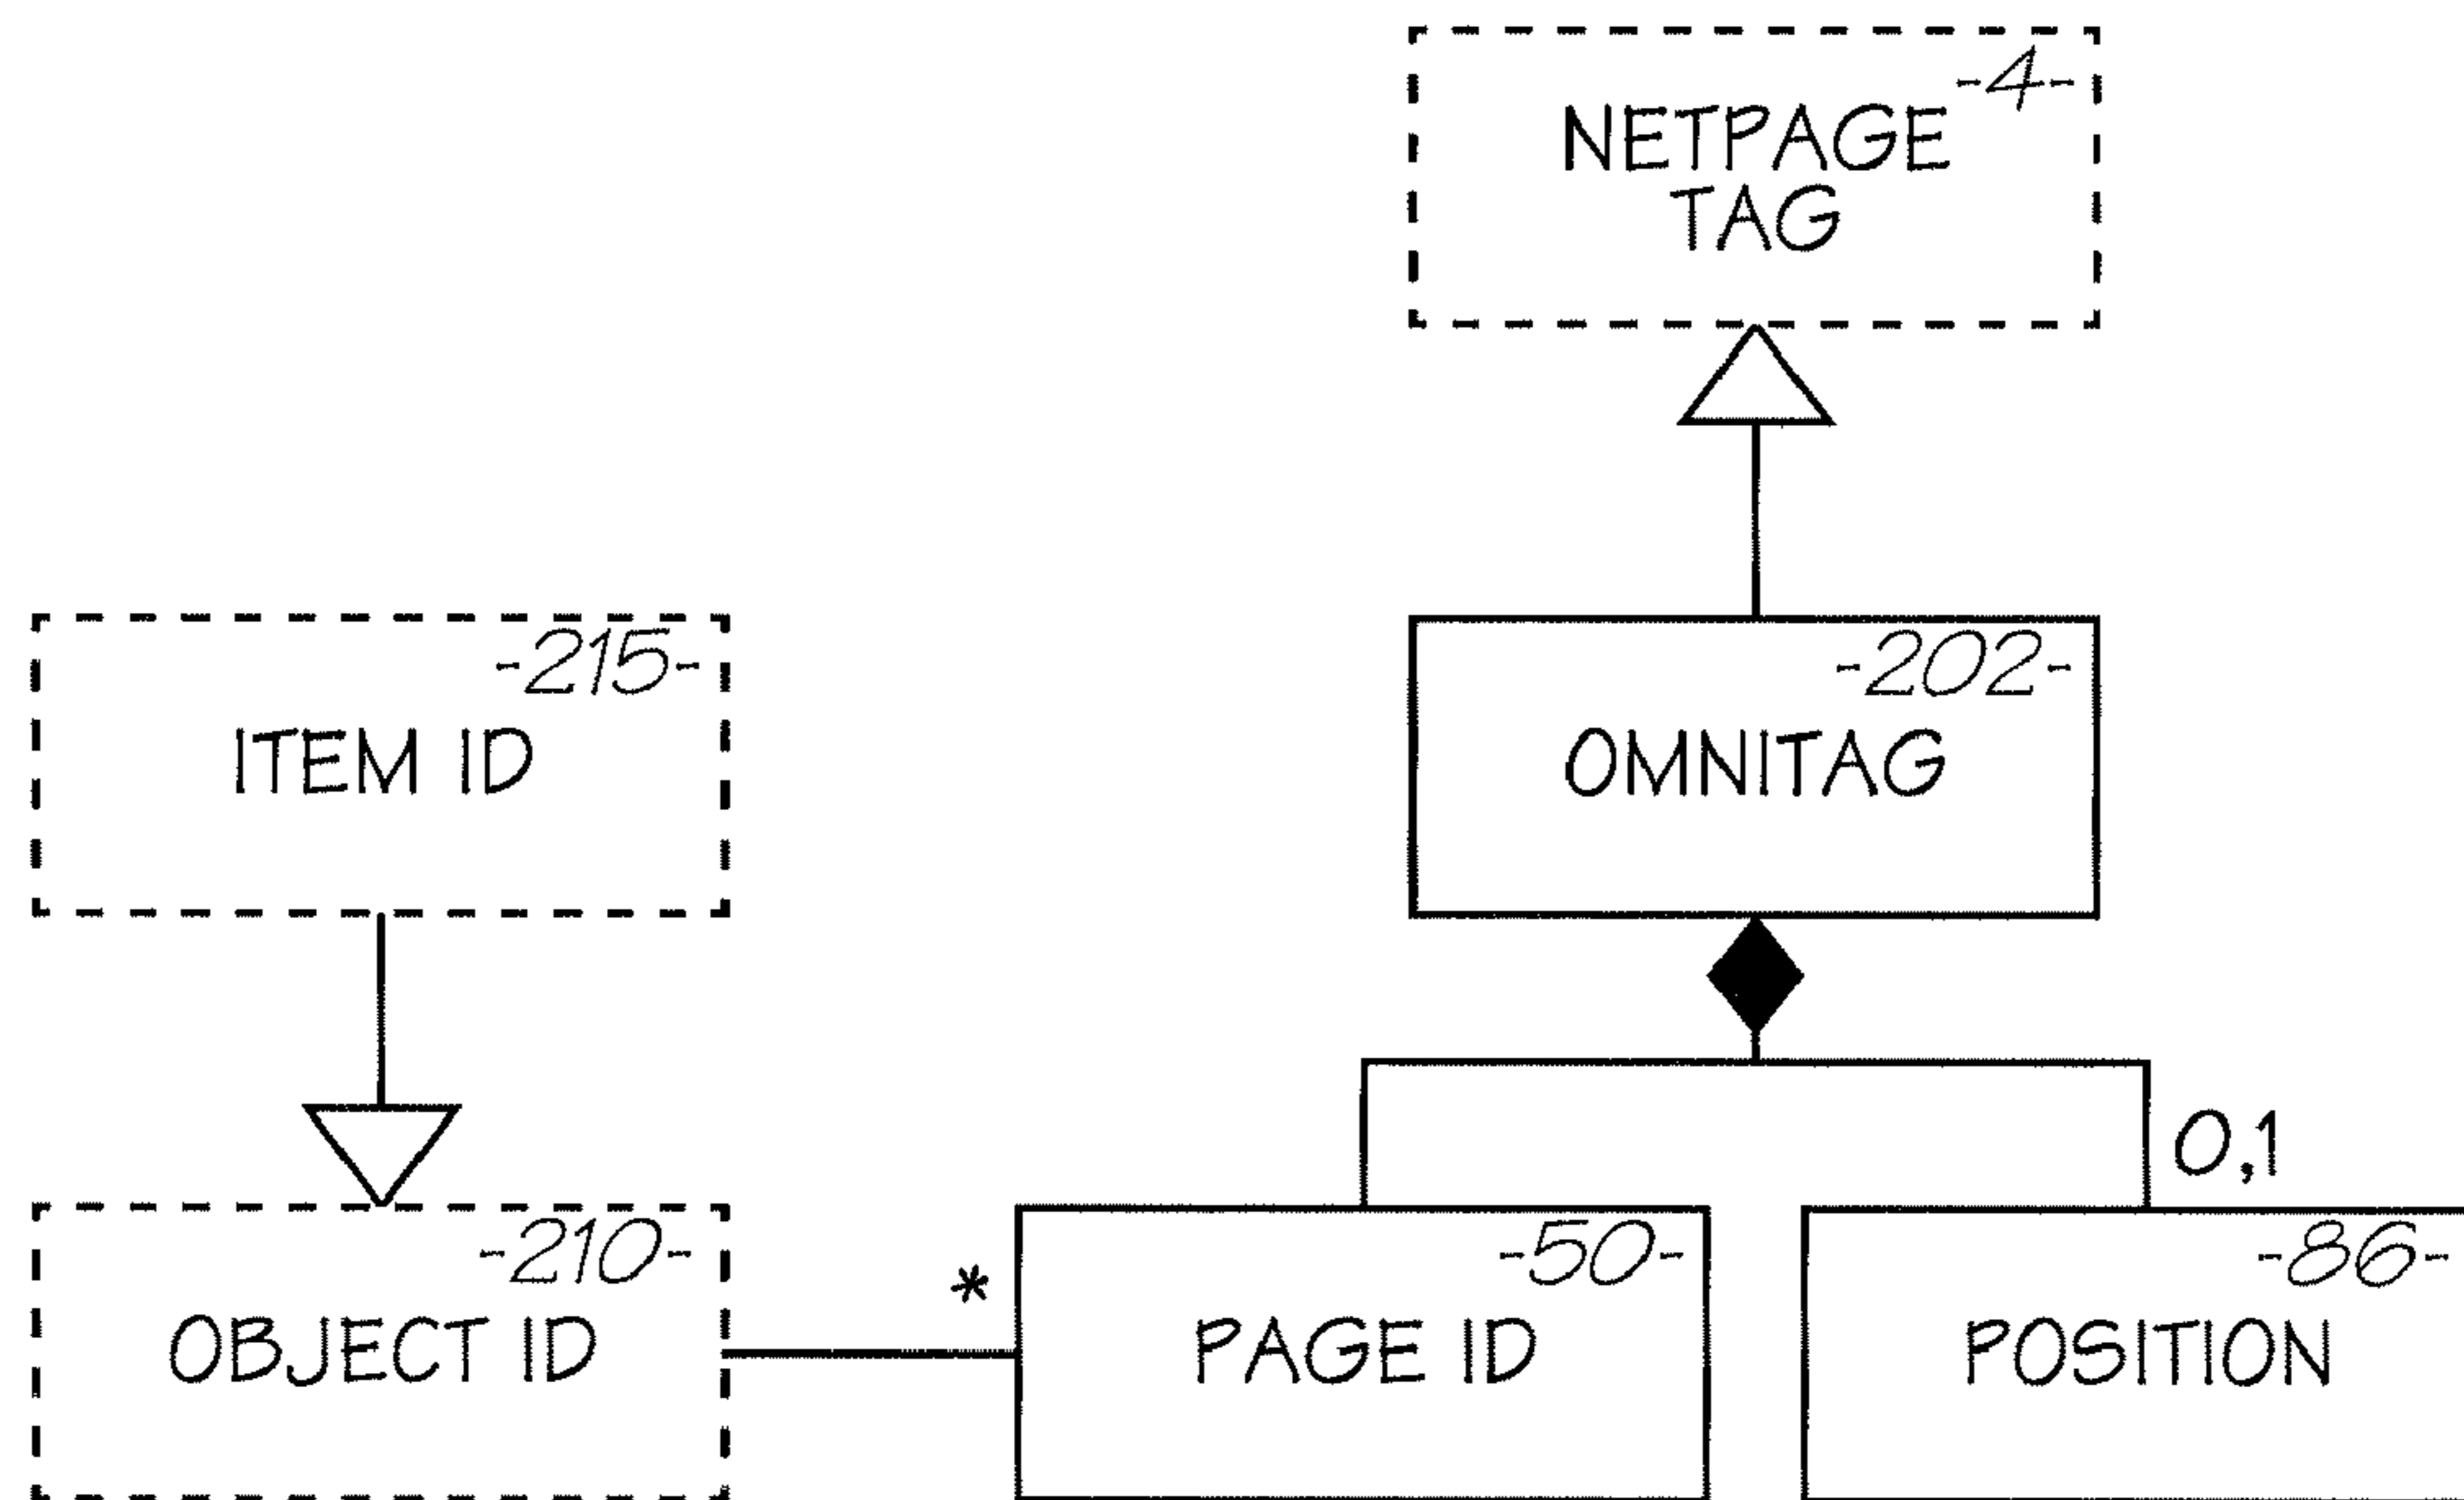 -4-
NETPAGE
TAG
-215-
ITEM ID
-202-
OMNITAG
0,1
-210-
OBJECT ID
*
-50-
PAGE ID
-86-
POSITION